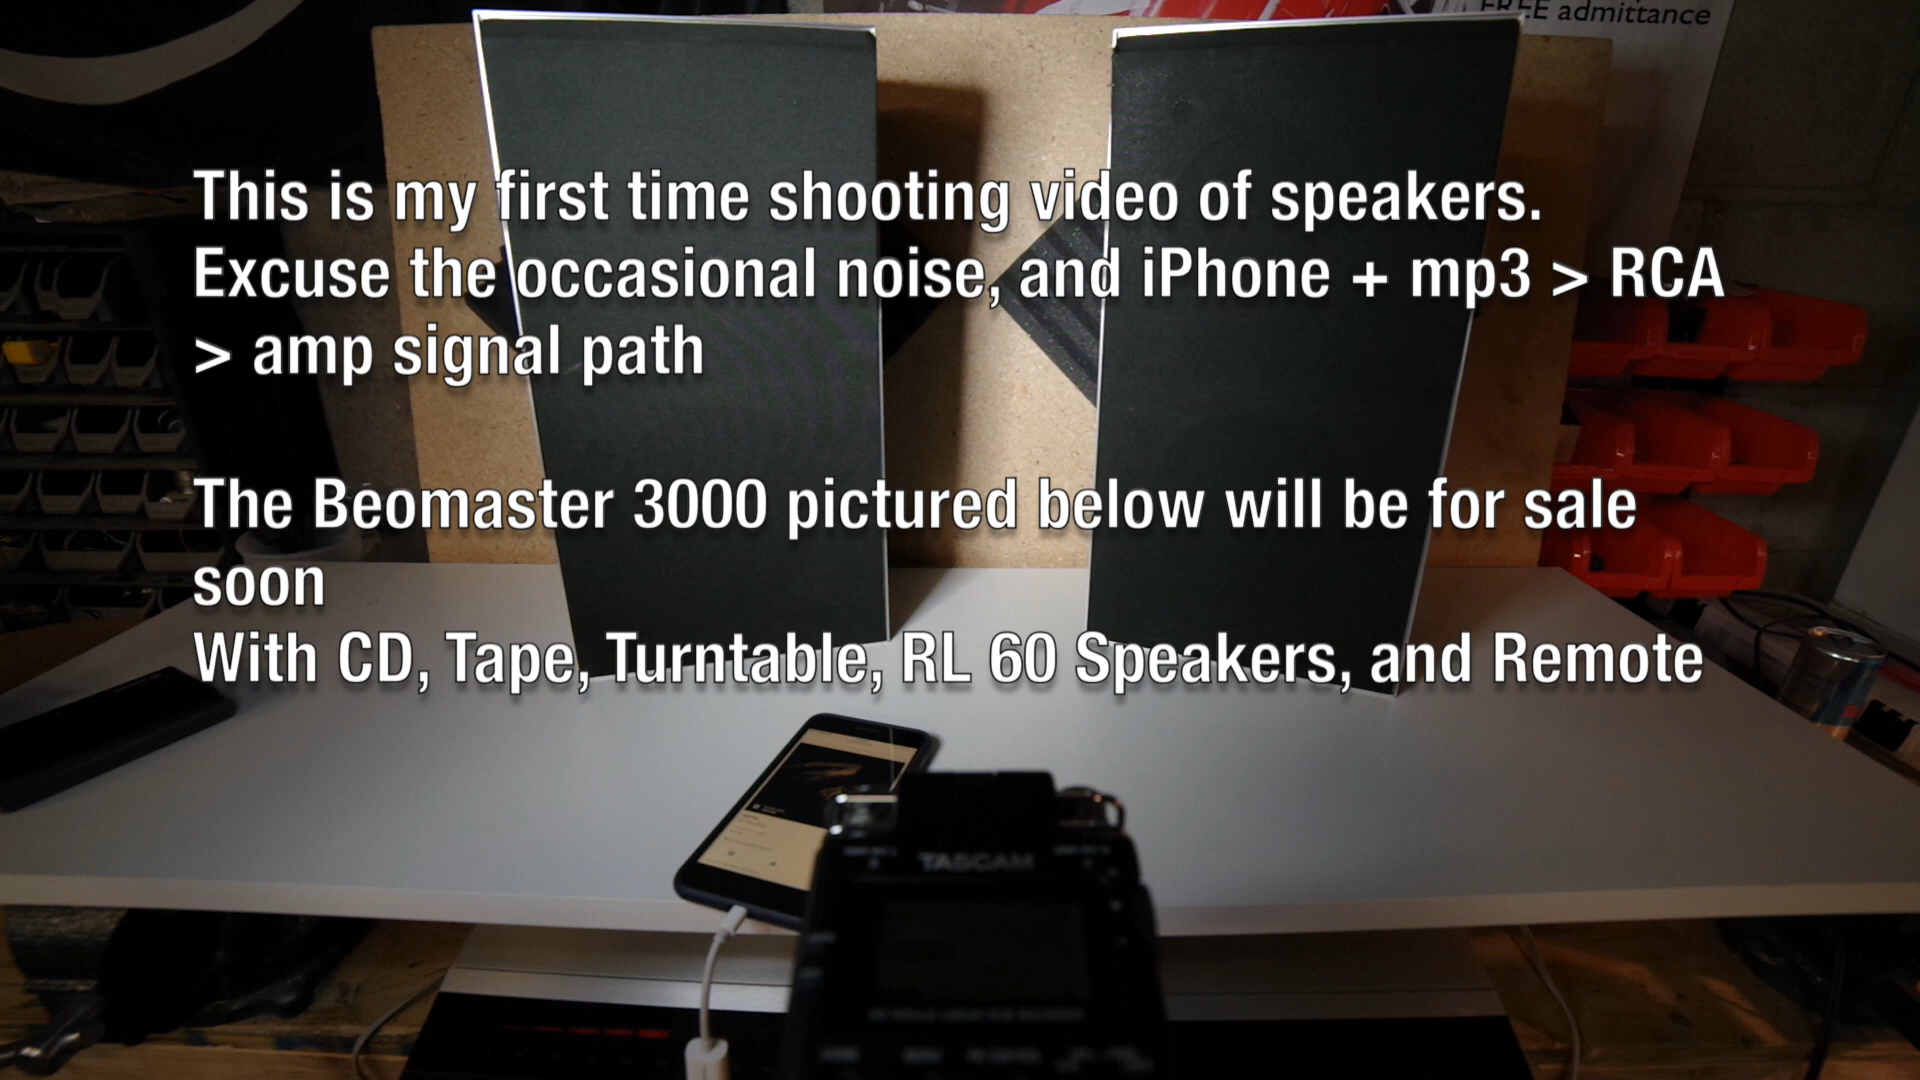 FREE admittance
This is my first time shooting video of speakers.
Excuse the occasional noise, and iPhone + mp3 > RCA
> amp signal path
The Beomaster 3000 pictured below will be for sale
soon
With CD, Tape, Turntable, RL 60 Speakers, and Remote
TASCAM